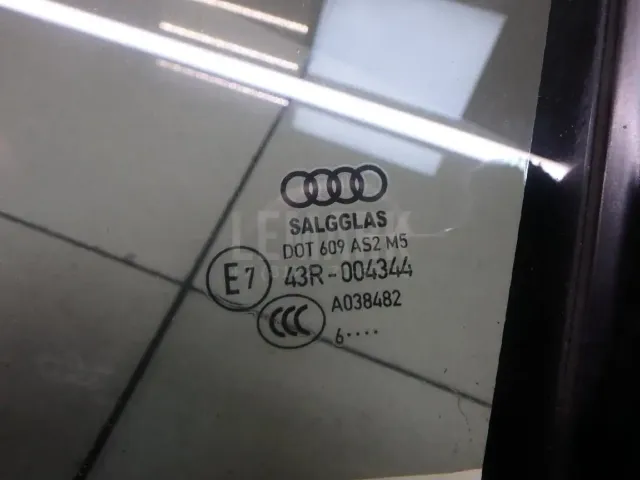 SALGGLAS
DOT 609 AS2 M5
E7
43R-004344
A038482
CCC
6....